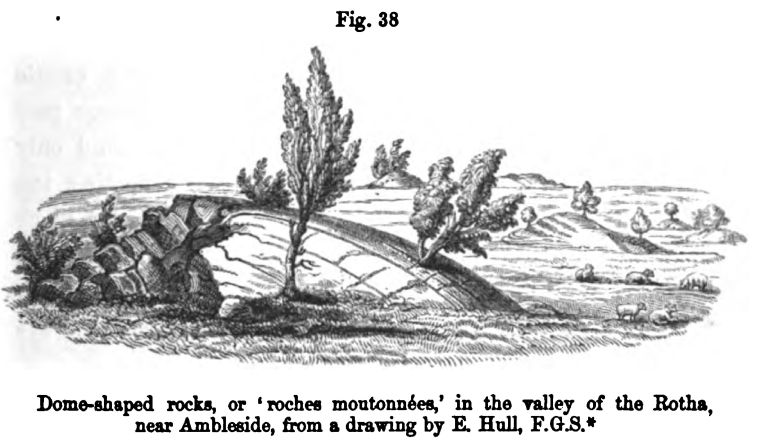 Fig. 38
Dome-shaped rocks, or ‘roches moutonnées,’ in the valley of the Rotha,
near Ambleside, from a drawing by E. Hull, F.G.S.*